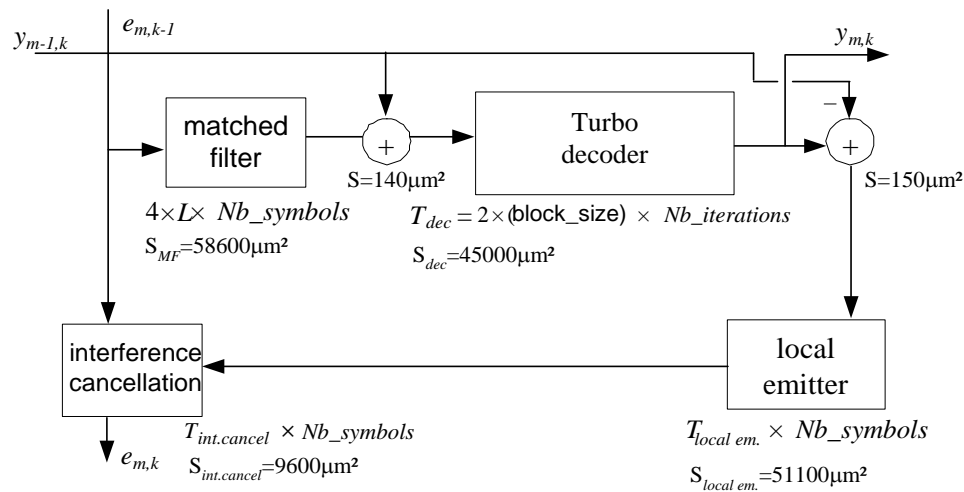 e_{m,k-1}
y_{m-1,k}
y_{m,k}
matched
filter
+
S=140µm²
Turbo
decoder
−
+
S=150µm²
4×L× Nb_symbols
S_{MF}=58600µm²
T_{dec} = 2×(block_size) × Nb_iterations
S_{dec}=45000µm²
interference
cancellation
local
emitter
T_{int.cancel} × Nb_symbols
S_{int.cancel}=9600µm²
T_{local em.} × Nb_symbols
S_{local em.}=51100µm²
e_{m,k}